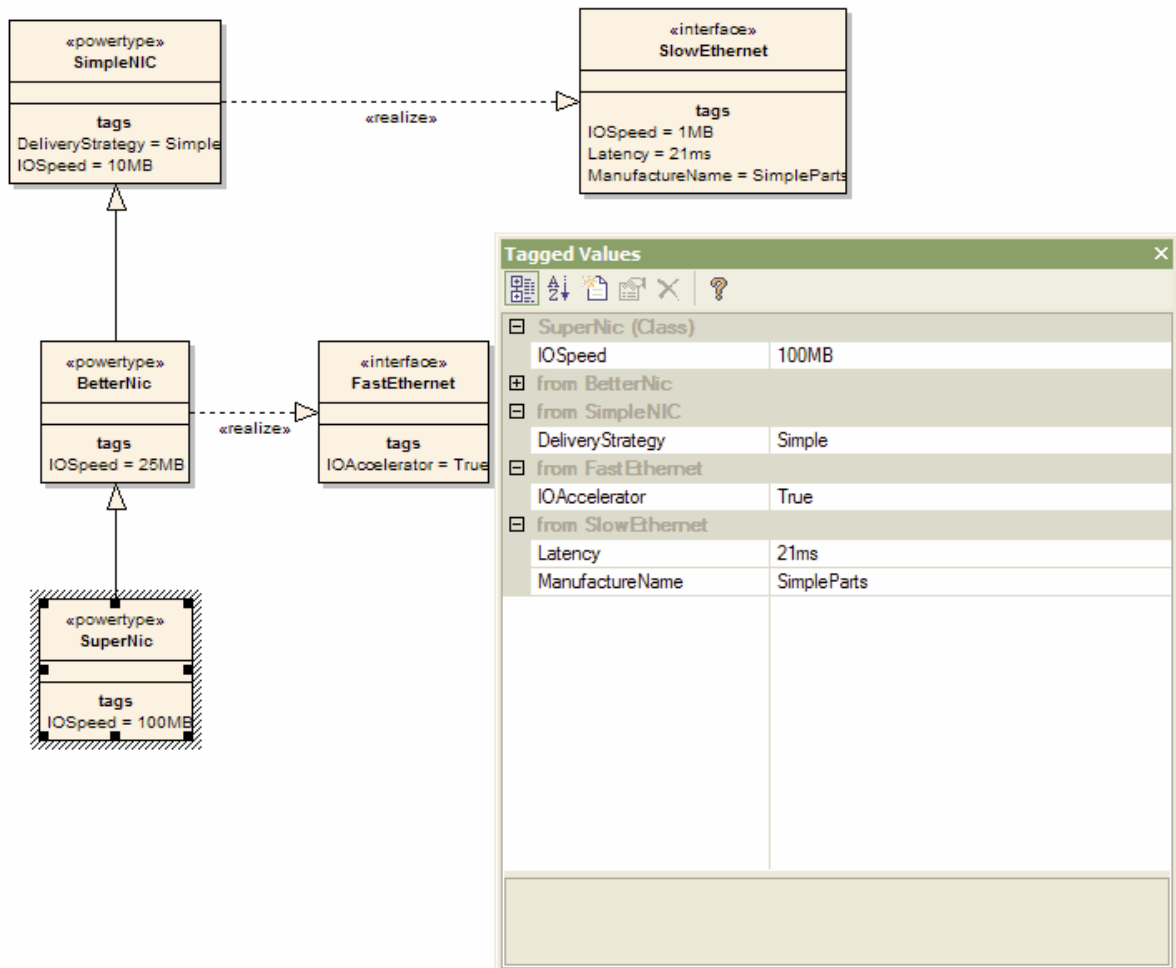 «powertype»
SimpleNIC
tags
DeliveryStrategy = Simple
IOSpeed = 10MB
«realize»
«interface»
SlowEthernet
tags
IOSpeed = 1MB
Latency = 21ms
ManufactureName = SimpleParts
«powertype»
BetterNic
tags
IOSpeed = 25MB
«realize»
«interface»
FastEthernet
tags
IOAccelerator = True
«powertype»
SuperNic
tags
IOSpeed = 100MB
Tagged Values
SuperNic (Class)
IOSpeed 100MB
from BetterNic
from SimpleNIC
DeliveryStrategy Simple
from FastEthernet
IOAccelerator True
from SlowEthernet
Latency 21ms
ManufactureName SimpleParts